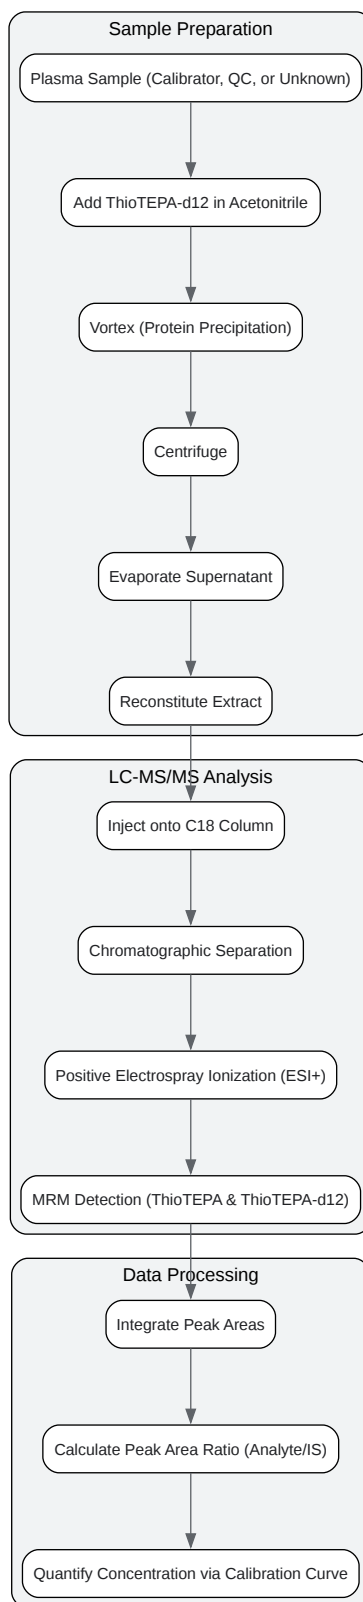 Sample Preparation
Plasma Sample (Calibrator, QC, or Unknown)
Add ThioTEPA-d12 in Acetonitrile
Vortex (Protein Precipitation)
Centrifuge
Evaporate Supernatant
Reconstitute Extract
LC-MS/MS Analysis
Inject onto C18 Column
Chromatographic Separation
Positive Electrospray Ionization (ESI+)
MRM Detection (ThioTEPA & ThioTEPA-d12)
Data Processing
Integrate Peak Areas
Calculate Peak Area Ratio (Analyte/IS)
Quantify Concentration via Calibration Curve